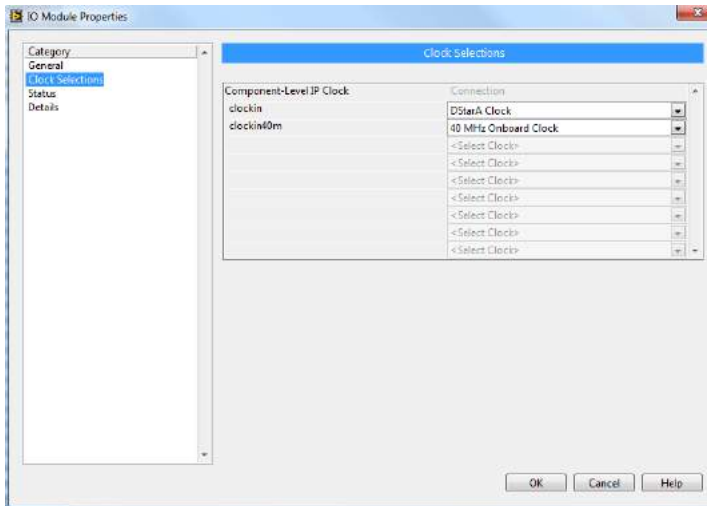 IO Module Properties
Category
General
Clock Selections
Status
Details
Clock Selections
Component-Level IP Clock Connection
clockin DStarA Clock
clockin40m 40 MHz Onboard Clock
<Select Clock>
<Select Clock>
<Select Clock>
<Select Clock>
<Select Clock>
<Select Clock>
<Select Clock>
OK Cancel Help